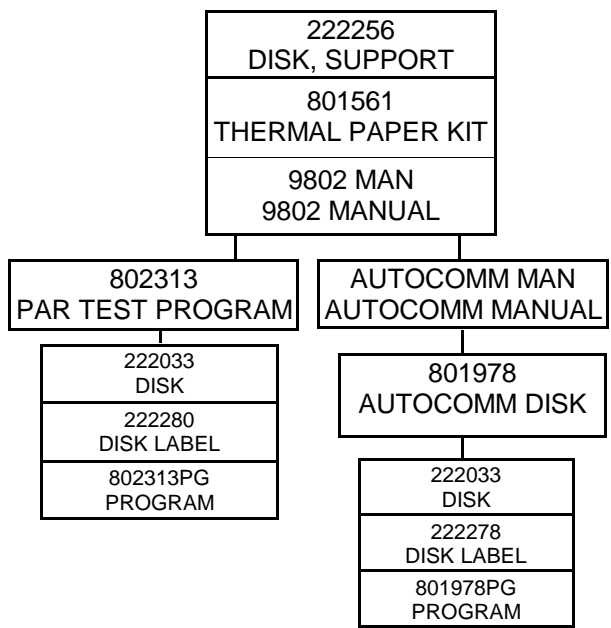 222256
DISK, SUPPORT
801561
THERMAL PAPER KIT
9802 MAN
9802 MANUAL
802313
PAR TEST PROGRAM
222033
DISK
222280
DISK LABEL
802313PG
PROGRAM
AUTOCOMM MAN
AUTOCOMM MANUAL
801978
AUTOCOMM DISK
222033
DISK
222278
DISK LABEL
801978PG
PROGRAM